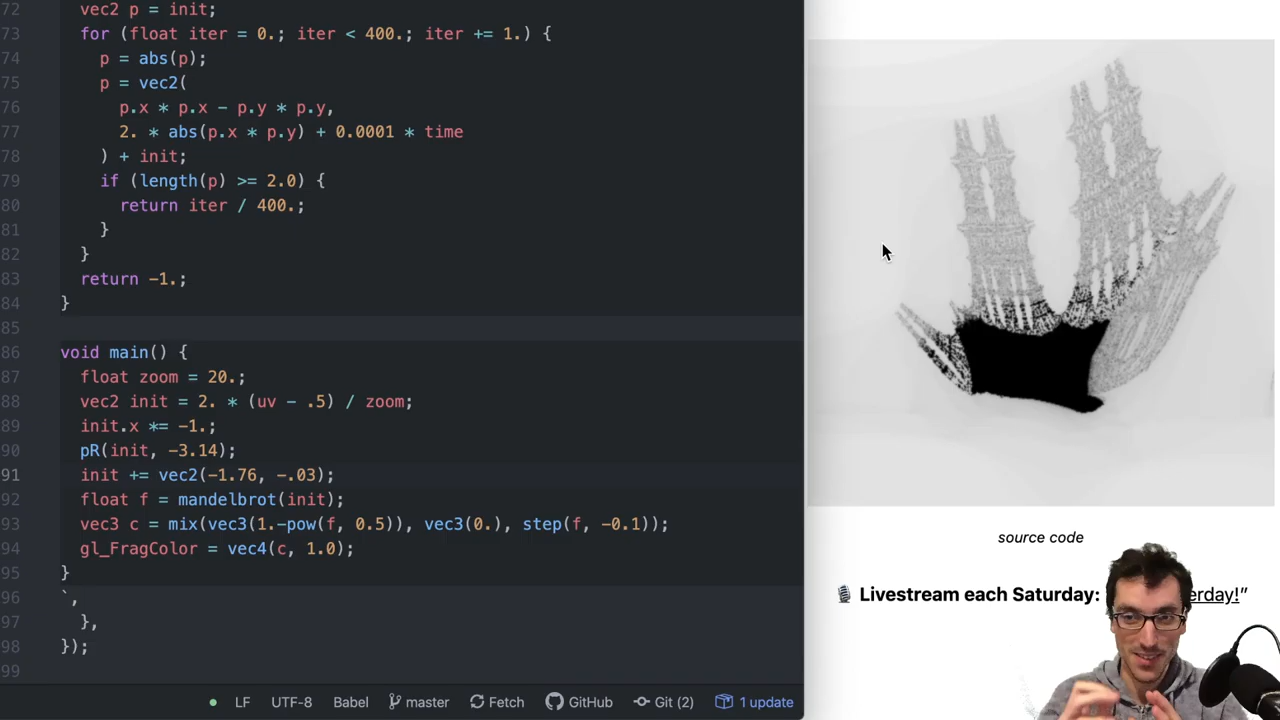 72 vec2 p = init;
73 for (float iter = 0.; iter < 400.; iter += 1.) {
74 p = abs(p);
75 p = vec2(
76 p.x * p.x - p.y * p.y,
77 2. * abs(p.x * p.y) + 0.0001 * time
78 ) + init;
79 if (length(p) >= 2.0) {
80 return iter / 400.;
81 }
82 }
83 return -1.;
84 }
85
86 void main() {
87 float zoom = 20.;
88 vec2 init = 2. * (uv - .5) / zoom;
89 init.x *= -1.;
90 pR(init, -3.14);
91 init += vec2(-1.76, -.03);
92 float f = mandelbrot(init);
93 vec3 c = mix(vec3(1.-pow(f, 0.5)), vec3(0.), step(f, -0.1));
94 gl_FragColor = vec4(c, 1.0);
95 }
96 `,
97 },
98 });
99
LF UTF-8 Babel master Fetch GitHub Git (2) 1 update
source code
Livestream each Saturday: erday!”